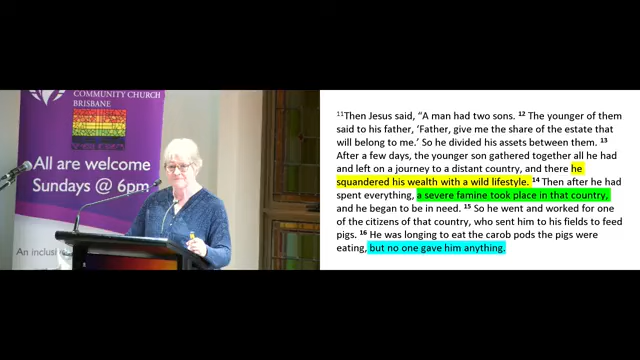 COMMUNITY CHURCH
BRISBANE
All are welcome
Sundays @ 6pm
An inclusi
¹¹Then Jesus said, “A man had two sons. ¹² The younger of them
said to his father, ‘Father, give me the share of the estate that
will belong to me.’ So he divided his assets between them. ¹³
After a few days, the younger son gathered together all he had
and left on a journey to a distant country, and there he
squandered his wealth with a wild lifestyle. ¹⁴ Then after he had
spent everything, a severe famine took place in that country,
and he began to be in need. ¹⁵ So he went and worked for one
of the citizens of that country, who sent him to his fields to feed
pigs. ¹⁶ He was longing to eat the carob pods the pigs were
eating, but no one gave him anything.